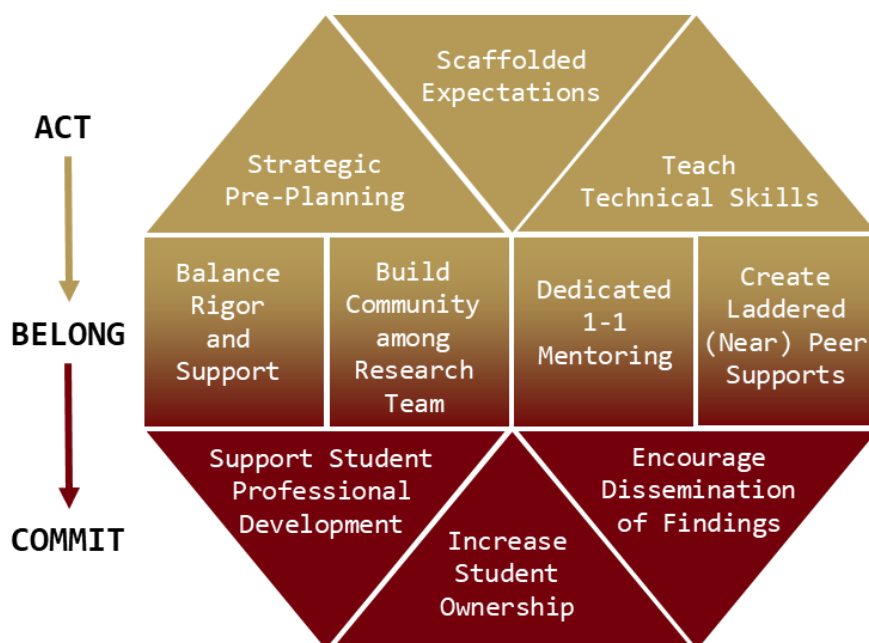 ACT
BELONG
COMMIT
Scaffolded
Expectations
Strategic
Pre-Planning
Teach
Technical Skills
Balance
Rigor
and
Support
Build
Community
among
Research
Team
Dedicated
1-1
Mentoring
Create
Laddered
(Near) Peer
Supports
Support Student
Professional
Development
Increase
Student
Ownership
Encourage
Dissemination
of Findings